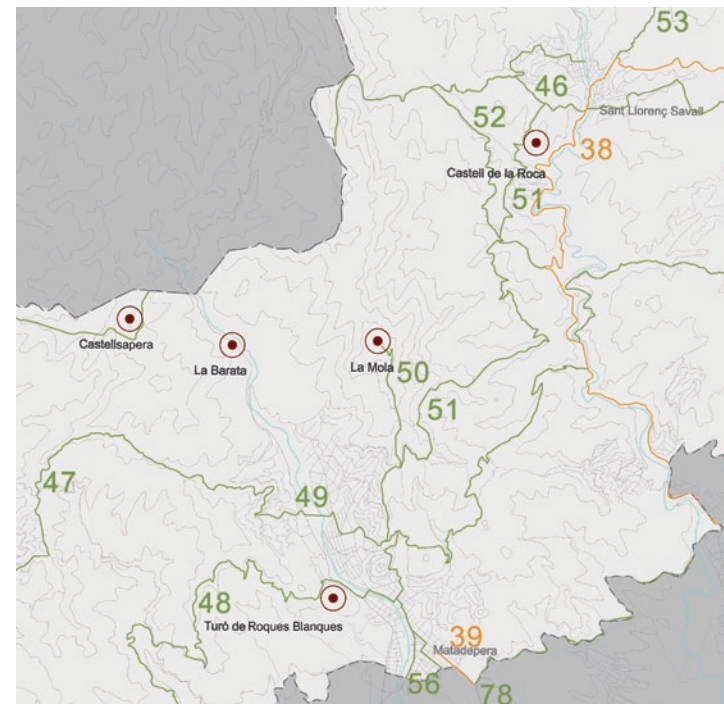 53
46
Sant Llorenç Savall
52
38
Castell de la Roca
51
Castellsapera
La Barata
La Mola
50
51
47
49
48
Turó de Roques Blanques
39
Matadepera
56
78